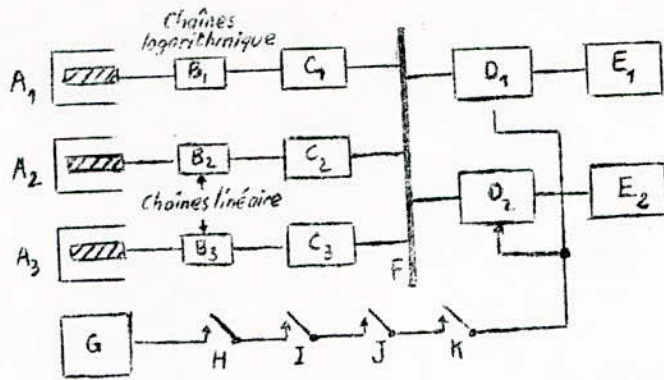 Chaînes
logarithmique
A1 B1 C1 D1 E1
A2 B2 C2 D2 E2
Chaînes linéaire
A3 B3 C3 F
G H I J K